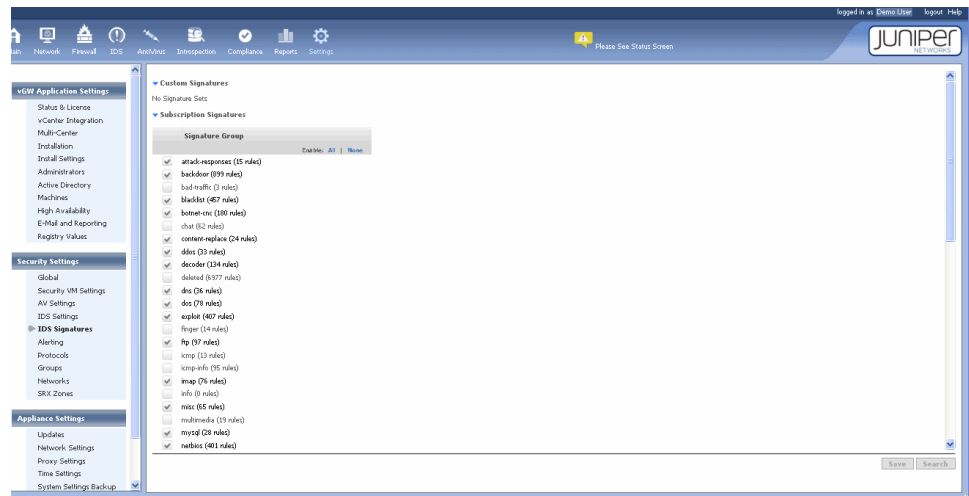 logged in as Demo User logout Help
ain Network Firewall IDS AntiVirus Introspection Compliance Reports Settings
Please See Status Screen
JUNIPER
NETWORKS
vGW Application Settings
Status & License
vCenter Integration
Multi-Center
Installation
Install Settings
Administrators
Active Directory
Machines
High Availability
E-Mail and Reporting
Registry Values
Security Settings
Global
Security VM Settings
AV Settings
IDS Settings
IDS Signatures
Alerting
Protocols
Groups
Networks
SRX Zones
Appliance Settings
Updates
Network Settings
Proxy Settings
Time Settings
System Settings Backup
Custom Signatures
No Signature Sets
Subscription Signatures
Signature Group
Enable: All | None
attack-responses (15 rules)
backdoor (899 rules)
bad-traffic (3 rules)
blacklist (457 rules)
botnet-cnc (180 rules)
chat (62 rules)
content-replace (24 rules)
ddos (33 rules)
decoder (134 rules)
deleted (6977 rules)
dns (36 rules)
dos (78 rules)
exploit (407 rules)
finger (14 rules)
ftp (97 rules)
icmp (13 rules)
icmp-info (95 rules)
imap (76 rules)
info (0 rules)
misc (65 rules)
multimedia (19 rules)
mysql (28 rules)
netbios (401 rules)
Save Search